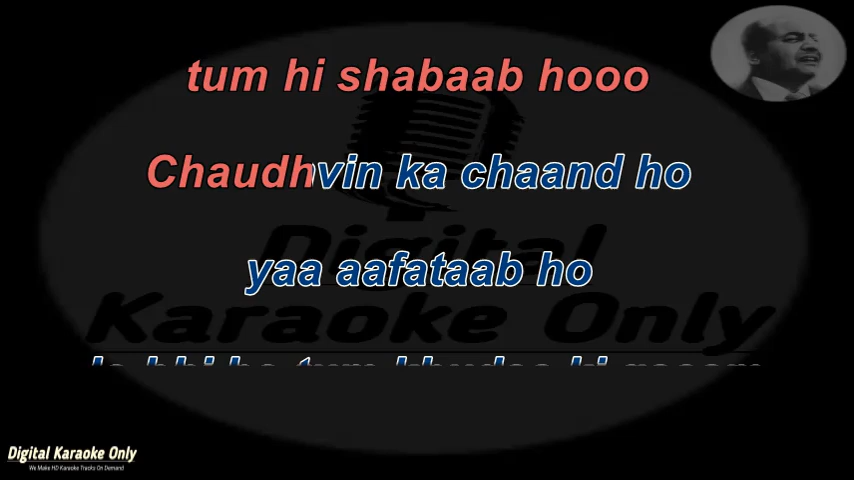 tum hi shabaab hooo
Chaudhvin ka chaand ho
yaa aafataab ho
Digital
Karaoke Only
Digital Karaoke Only
We Make HD Karaoke Tracks On Demand